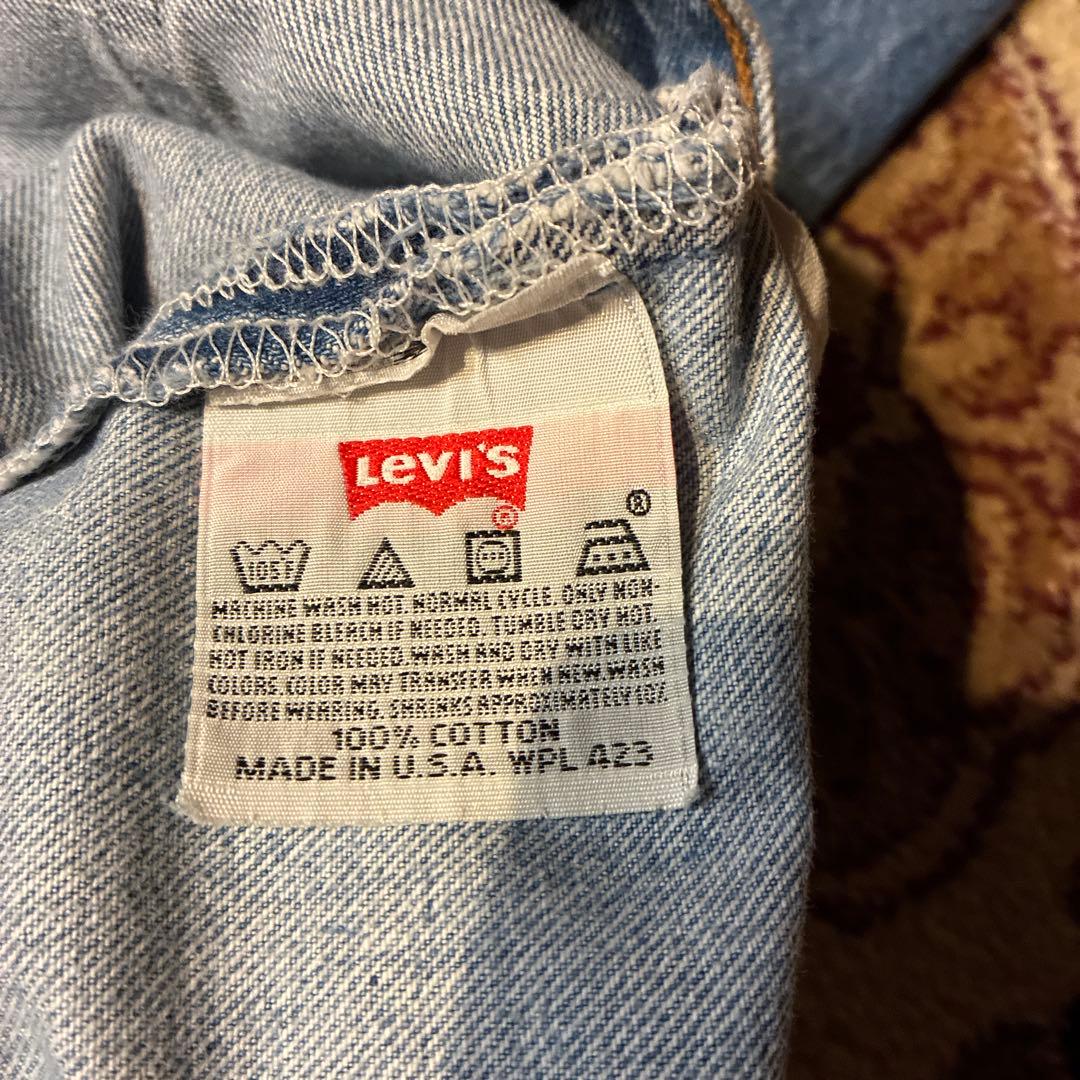 LEVI'S
®
®
105°F
MACHINE WASH HOT. NORMAL CYCLE. ONLY NON-
CHLORINE BLEACH IF NEEDED. TUMBLE DRY HOT.
HOT IRON IF NEEDED. WASH AND DRY WITH LIKE
COLORS. COLOR MAY TRANSFER WHEN NEW. WASH
BEFORE WEARING. SHRINKS APPROXIMATELY 10%.
100% COTTON
MADE IN U.S.A. WPL 423